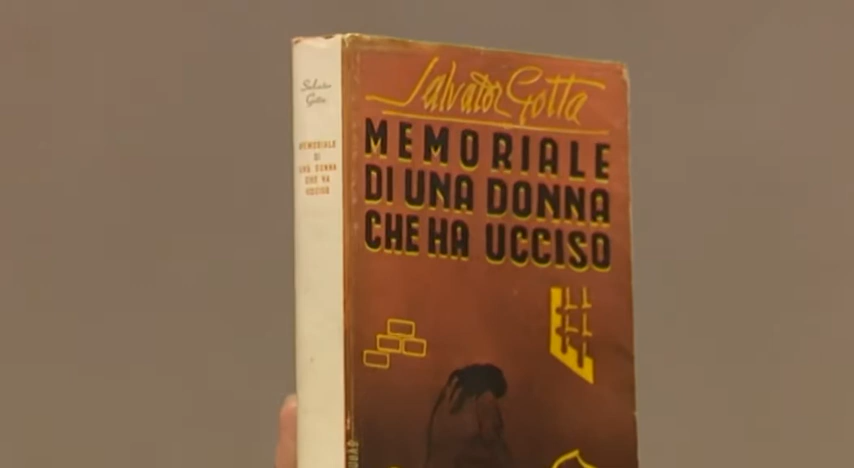 Salvator
Gotta
MEMORIALE
DI
UNA DONNA
CHE HA
UCCISO
Salvator Gotta
MEMORIALE
DI UNA DONNA
CHE HA UCCISO